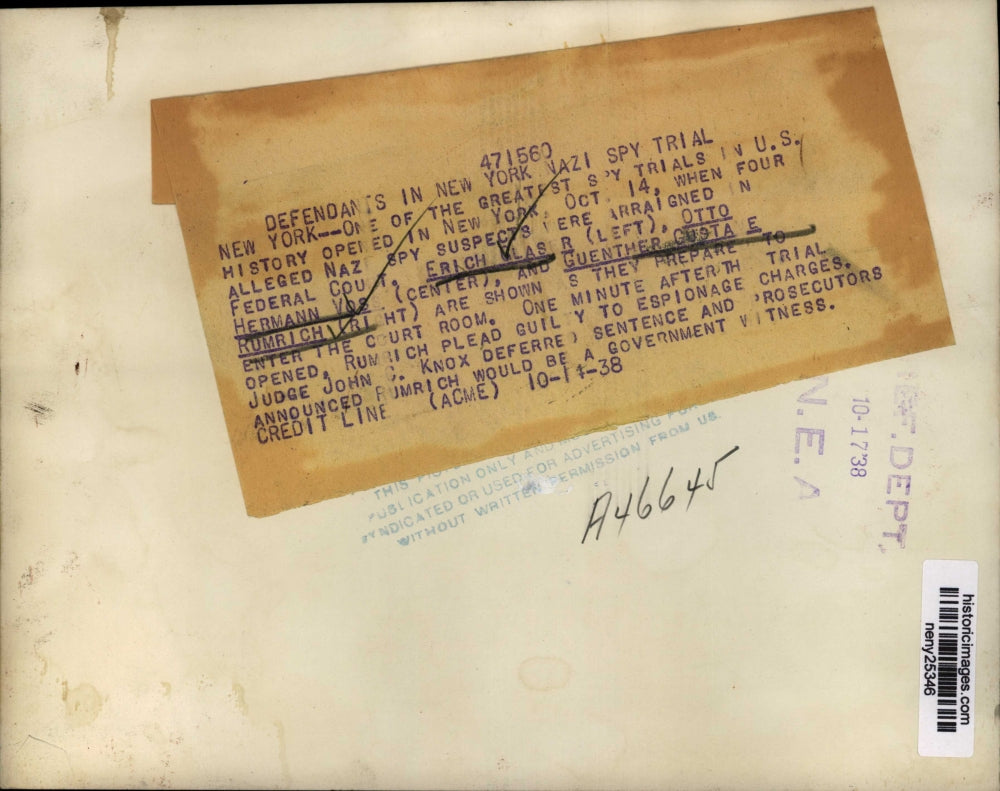 471560
DEFENDANTS IN NEW YORK NAZI SPY TRIAL
NEW YORK--ONE OF THE GREATEST SPY TRIALS IN U.S.
HISTORY OPENED IN NEW YORK, OCT. 14, WHEN FOUR
ALLEGED NAZI SPY SUSPECTS WERE ARRAIGNED IN
FEDERAL COURT. ERICH GLASER (LEFT), OTTO
HERMANN VOS (CENTER), AND GUENTHER GUSTAVE
RUMRICH (RIGHT) ARE SHOWN AS THEY PREPARE TO
ENTER THE COURT ROOM. ONE MINUTE AFTER TH TRIAL
OPENED, RUMRICH PLEAD GUILTY TO ESPIONAGE CHARGES.
JUDGE JOHN C. KNOX DEFERRED SENTENCE AND PROSECUTORS
ANNOUNCED RUMRICH WOULD BE A GOVERNMENT WITNESS.
CREDIT LINE (ACME) 10-14-38
THIS
PUBLICATION ONLY AND
SYNDICATED OR USED FOR ADVERTISING
WITHOUT WRITTEN PERMISSION FROM US.
A46645
DEPT.
10-17'38
N.E.A
historicimages.com
neny25346